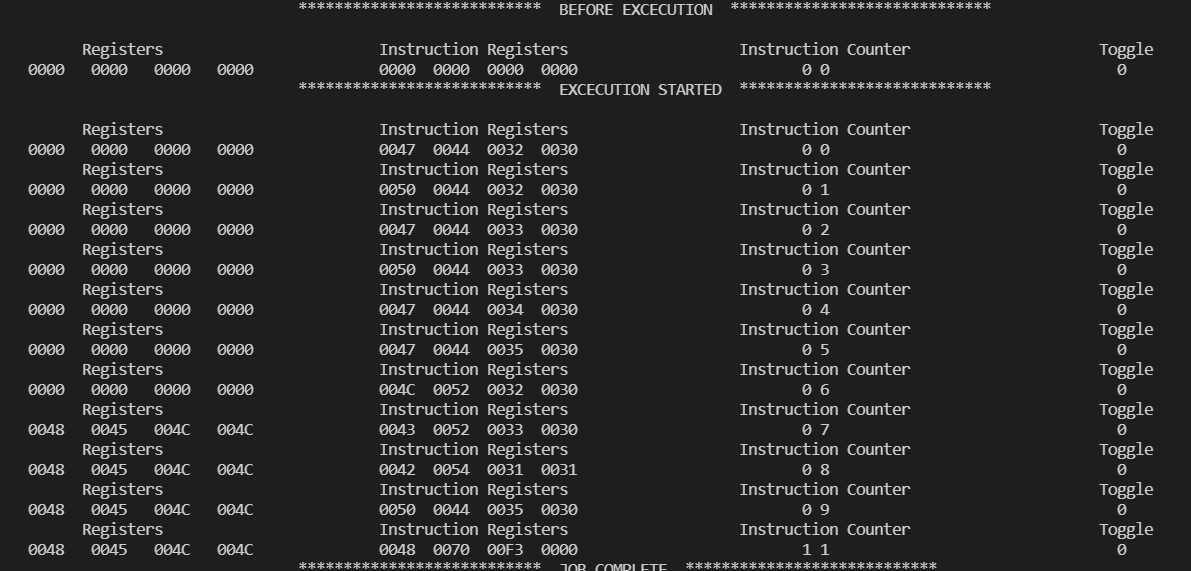 *************************** BEFORE EXCECUTION *****************************
Registers Instruction Registers Instruction Counter Toggle
0000 0000 0000 0000 0000 0000 0000 0000 0 0 0
*************************** EXCECUTION STARTED ****************************
Registers Instruction Registers Instruction Counter Toggle
0000 0000 0000 0000 0047 0044 0032 0030 0 0 0
Registers Instruction Registers Instruction Counter Toggle
0000 0000 0000 0000 0050 0044 0032 0030 0 1 0
Registers Instruction Registers Instruction Counter Toggle
0000 0000 0000 0000 0047 0044 0033 0030 0 2 0
Registers Instruction Registers Instruction Counter Toggle
0000 0000 0000 0000 0050 0044 0033 0030 0 3 0
Registers Instruction Registers Instruction Counter Toggle
0000 0000 0000 0000 0047 0044 0034 0030 0 4 0
Registers Instruction Registers Instruction Counter Toggle
0000 0000 0000 0000 0047 0044 0035 0030 0 5 0
Registers Instruction Registers Instruction Counter Toggle
0000 0000 0000 0000 004C 0052 0032 0030 0 6 0
Registers Instruction Registers Instruction Counter Toggle
0048 0045 004C 004C 0043 0052 0033 0030 0 7 0
Registers Instruction Registers Instruction Counter Toggle
0048 0045 004C 004C 0042 0054 0031 0031 0 8 0
Registers Instruction Registers Instruction Counter Toggle
0048 0045 004C 004C 0050 0044 0035 0030 0 9 0
Registers Instruction Registers Instruction Counter Toggle
0048 0045 004C 004C 0048 0070 00F3 0000 1 1 0
*************************** JOB COMPLETE ****************************